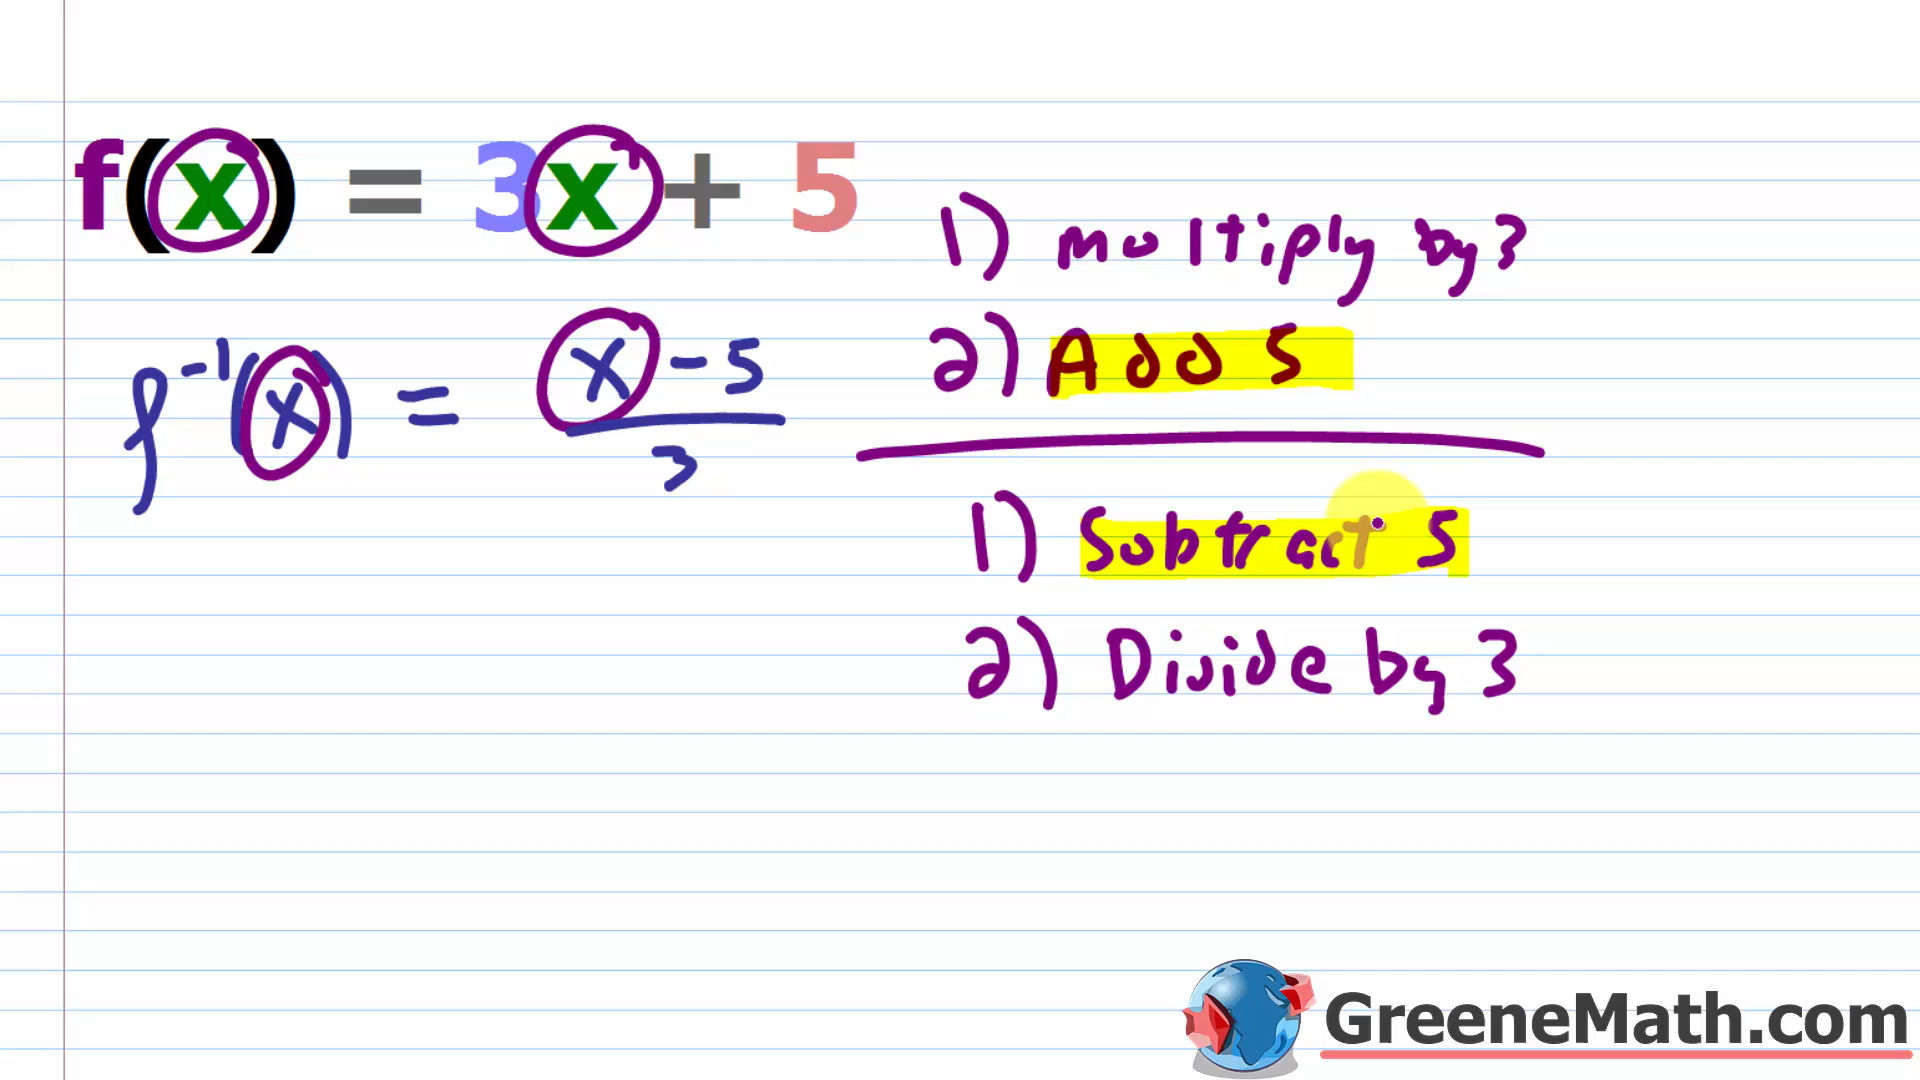 f(x) = 3x + 5
1) multiply by 3
2) Add 5
f⁻¹(x) = x - 5
3
1) Subtract 5
2) Divide by 3
GreeneMath.com